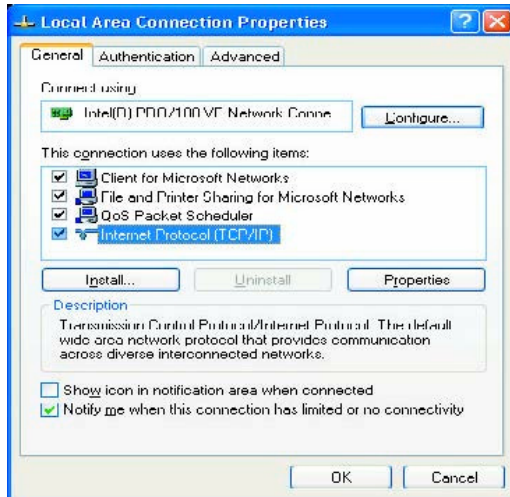 Local Area Connection Properties
General Authentication Advanced
Connect using
Intel(R) PRO/100 VE Network Conne
Configure...
This connection uses the following items:
Client for Microsoft Networks
File and Printer Sharing for Microsoft Networks
QoS Packet Scheduler
Internet Protocol (TCP/IP)
Install... Uninstall Properties
Description
Transmission Control Protocol/Internet Protocol. The default
wide area network protocol that provides communication
across diverse interconnected networks.
Show icon in notification area when connected
Notify me when this connection has limited or no connectivity
OK Cancel